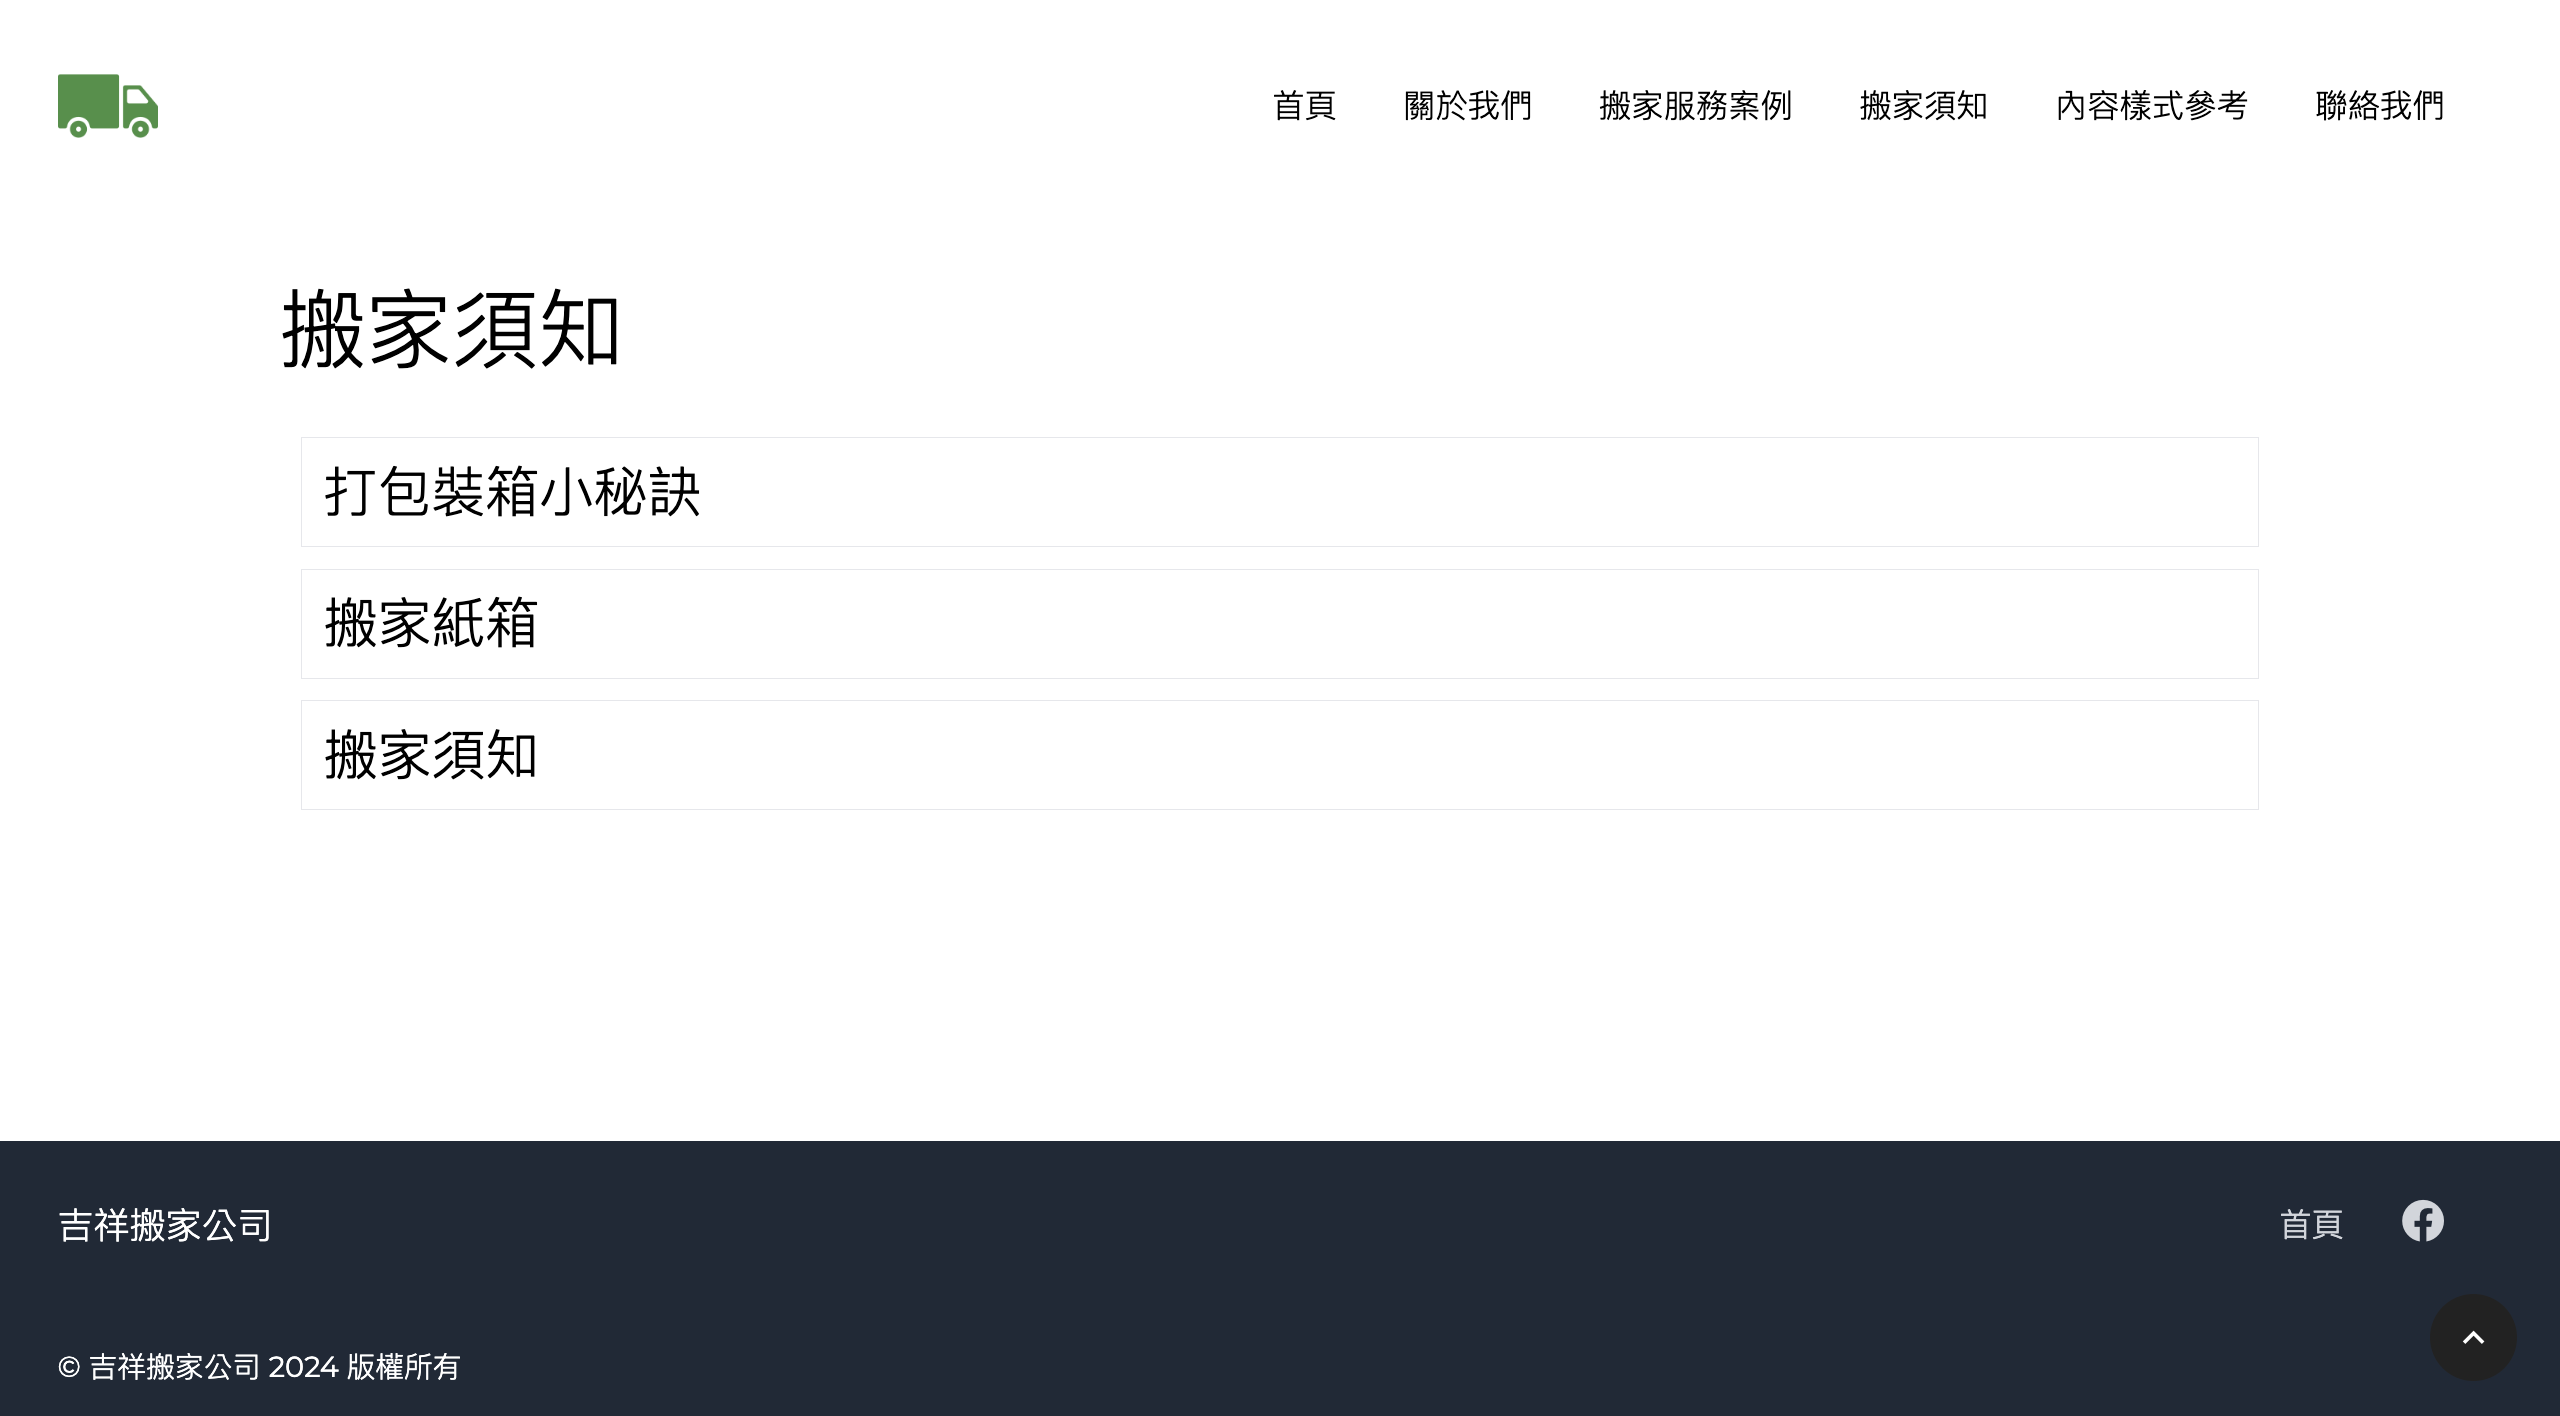 首頁 關於我們 搬家服務案例 搬家須知 內容樣式參考 聯絡我們
搬家須知
打包裝箱小秘訣
搬家紙箱
搬家須知
吉祥搬家公司 首頁
© 吉祥搬家公司 2024 版權所有